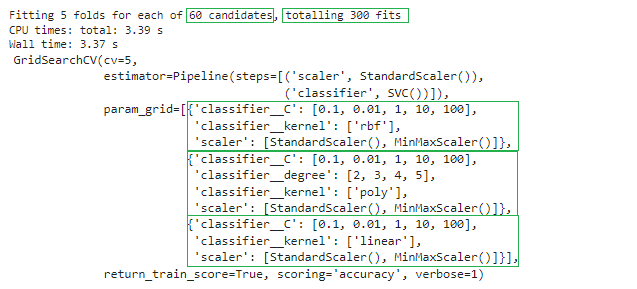 Fitting 5 folds for each of 60 candidates, totalling 300 fits
CPU times: total: 3.39 s
Wall time: 3.37 s
GridSearchCV(cv=5,
estimator=Pipeline(steps=[('scaler', StandardScaler()),
('classifier', SVC())]),
param_grid=[{'classifier__C': [0.1, 0.01, 1, 10, 100],
'classifier__kernel': ['rbf'],
'scaler': [StandardScaler(), MinMaxScaler()]},
{'classifier__C': [0.1, 0.01, 1, 10, 100],
'classifier__degree': [2, 3, 4, 5],
'classifier__kernel': ['poly'],
'scaler': [StandardScaler(), MinMaxScaler()]},
{'classifier__C': [0.1, 0.01, 1, 10, 100],
'classifier__kernel': ['linear'],
'scaler': [StandardScaler(), MinMaxScaler()]}],
return_train_score=True, scoring='accuracy', verbose=1)